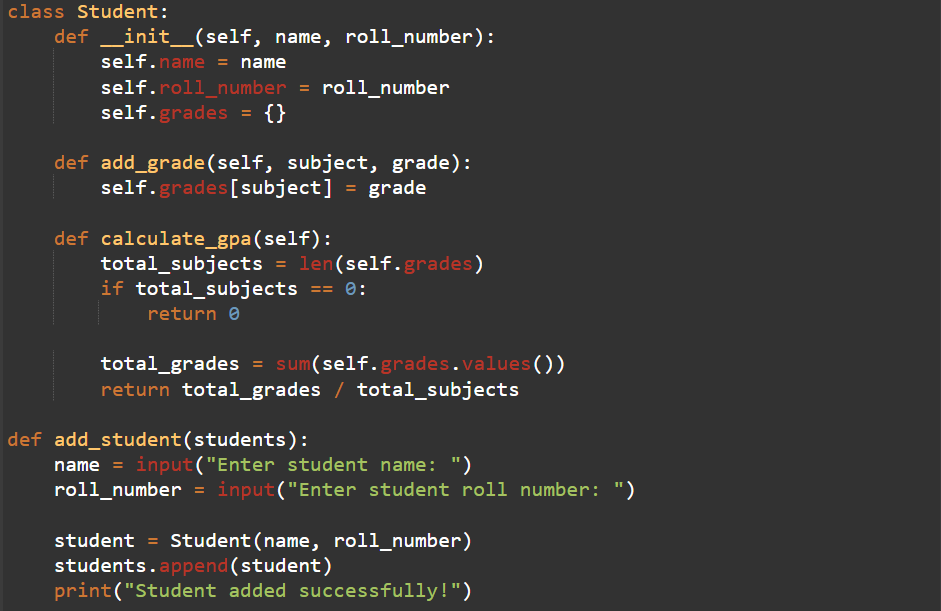 class Student:
    def __init__(self, name, roll_number):
        self.name = name
        self.roll_number = roll_number
        self.grades = {}

    def add_grade(self, subject, grade):
        self.grades[subject] = grade

    def calculate_gpa(self):
        total_subjects = len(self.grades)
        if total_subjects == 0:
            return 0

        total_grades = sum(self.grades.values())
        return total_grades / total_subjects

def add_student(students):
    name = input("Enter student name: ")
    roll_number = input("Enter student roll number: ")

    student = Student(name, roll_number)
    students.append(student)
    print("Student added successfully!")